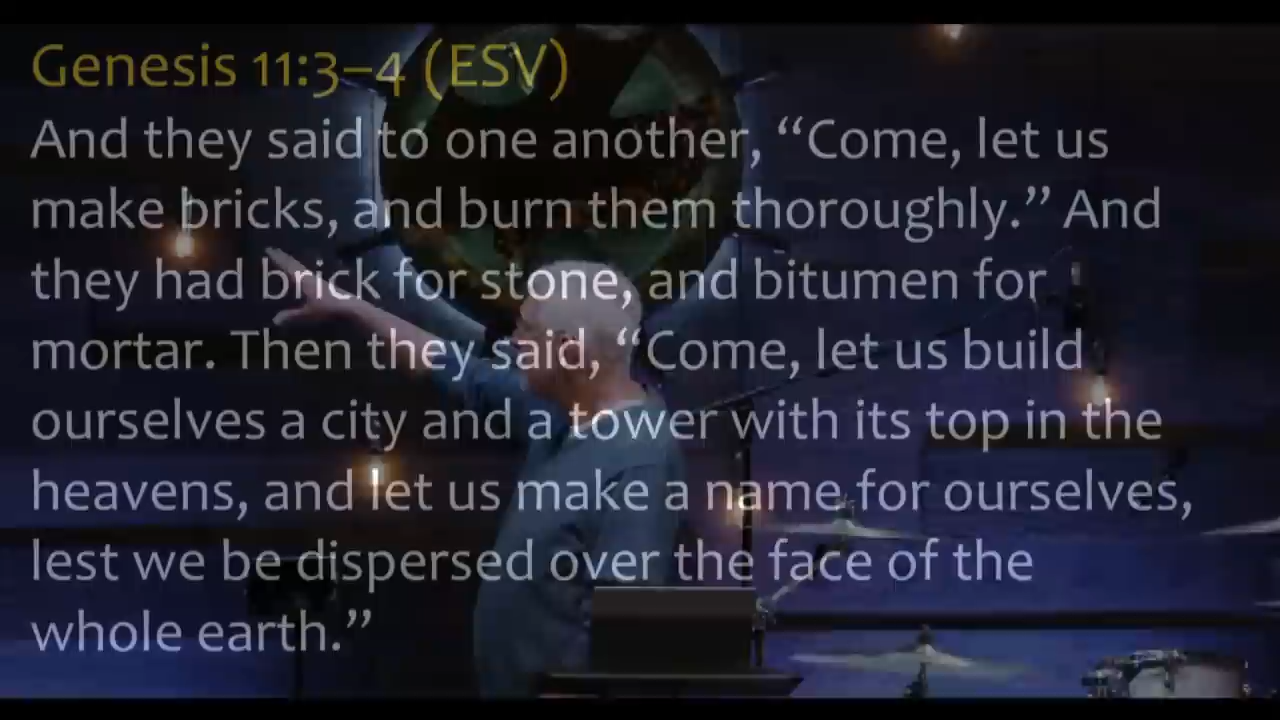 Genesis 11:3–4 (ESV)
And they said to one another, “Come, let us
make bricks, and burn them thoroughly.” And
they had brick for stone, and bitumen for
mortar. Then they said, “Come, let us build
ourselves a city and a tower with its top in the
heavens, and let us make a name for ourselves,
lest we be dispersed over the face of the
whole earth.”